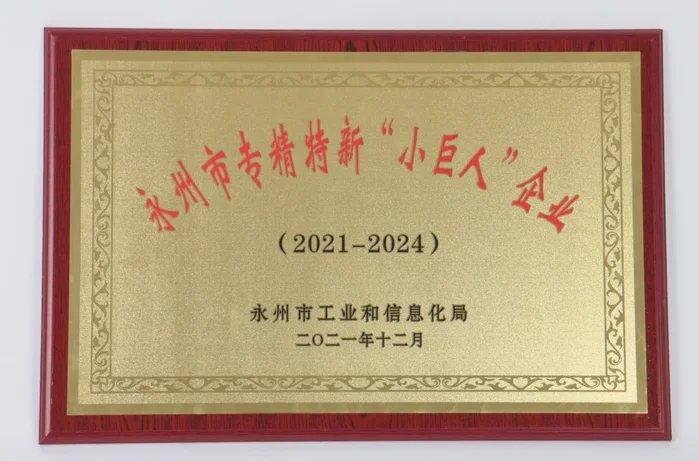 永州市专精特新“小巨人”企业
（2021-2024）
永州市工业和信息化局
二〇二一年十二月